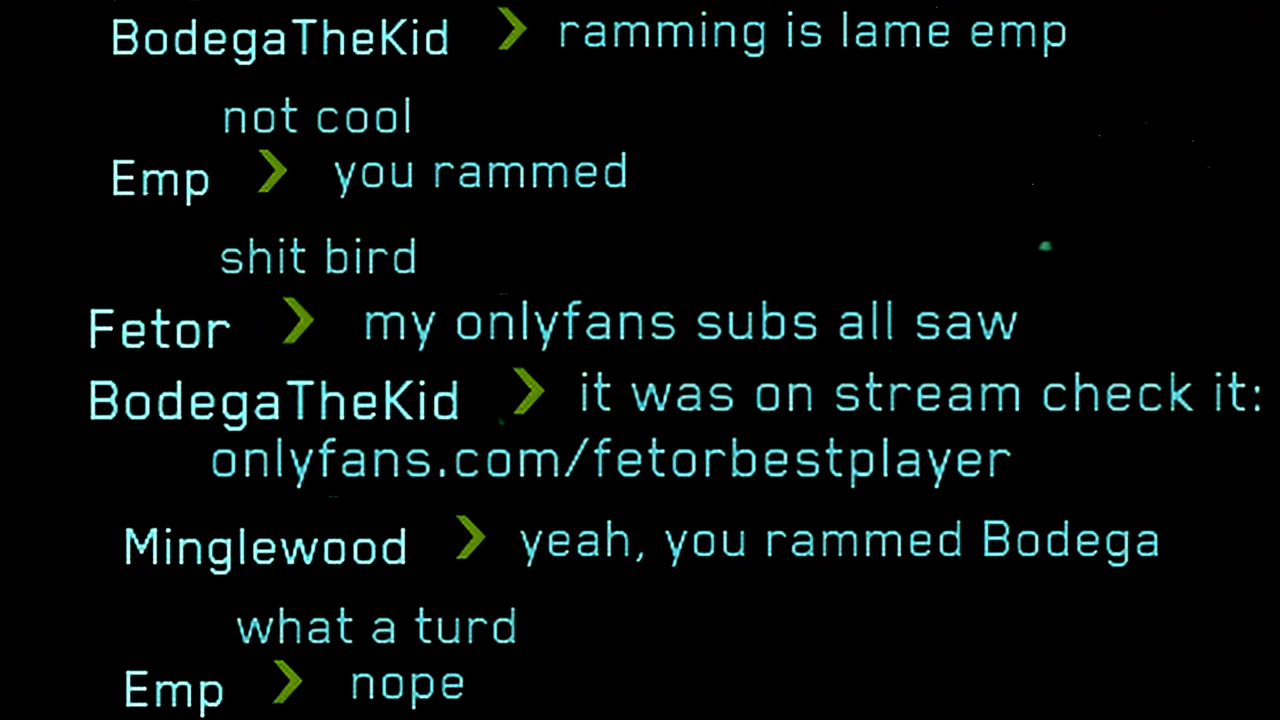 BodegaTheKid > ramming is lame emp
not cool
Emp > you rammed
shit bird
Fetor > my onlyfans subs all saw
BodegaTheKid > it was on stream check it:
onlyfans.com/fetorbestplayer
Minglewood > yeah, you rammed Bodega
what a turd
Emp > nope